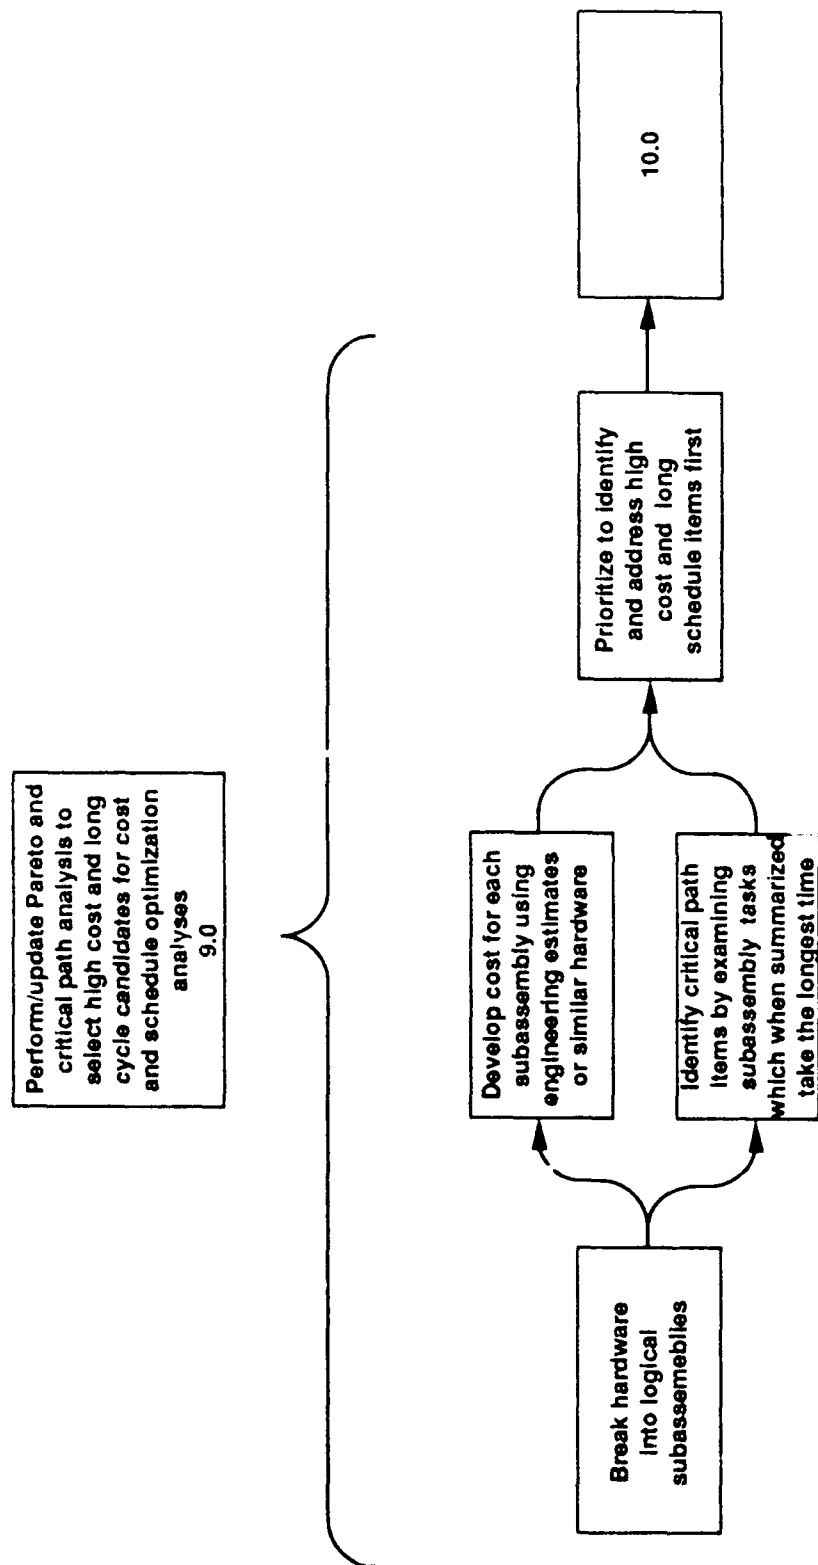 Perform/update Pareto and
critical path analysis to
select high cost and long
cycle candidates for cost
and schedule optimization
analyses
9.0
Break hardware
into logical
subassemeblies
Develop cost for each
subassembly using
engineering estimates
or similar hardware
Identify critical path
items by examining
subassembly tasks
which when summarized
take the longest time
Prioritize to identify
and address high
cost and long
schedule items first
10.0